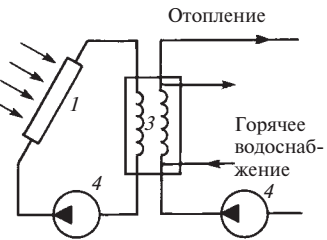 Отопление
1
3
Горячее
водоснаб-
жение
4
4